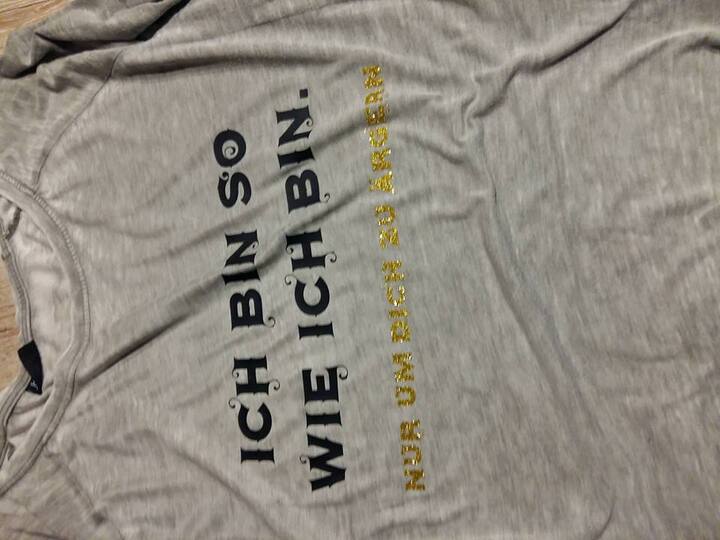 ICH BIN SO
WIE ICH BIN.
NUR UM DICH ZU ÄRGERN